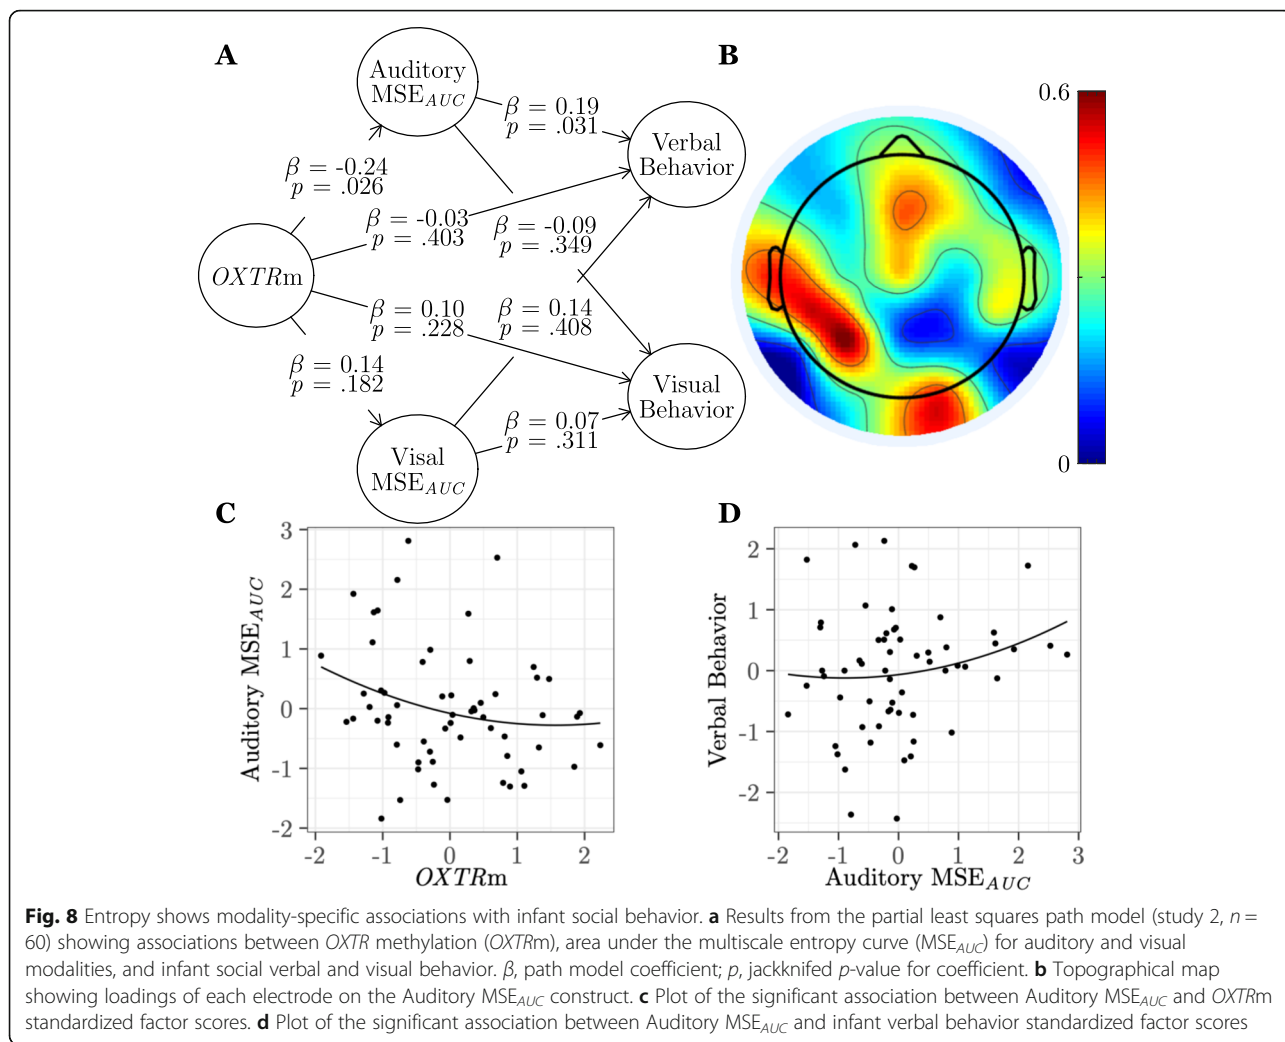 A
B
Auditory
MSE_AUC
β = 0.19
p = .031
Verbal
Behavior
β = -0.24
p = .026
β = -0.03
p = .403
β = -0.09
p = .349
OXTRm
β = 0.10
p = .228
β = 0.14
p = .408
β = 0.14
p = .182
Visual
Behavior
β = 0.07
p = .311
Visal
MSE_AUC
0.6
0
C
D
3
2
1
0
-1
-2
Auditory MSE_AUC
-2 -1 0 1 2
OXTRm
2
1
0
-1
-2
Verbal Behavior
-2 -1 0 1 2 3
Auditory MSE_AUC
Fig. 8 Entropy shows modality-specific associations with infant social behavior. a Results from the partial least squares path model (study 2, n =
60) showing associations between OXTR methylation (OXTRm), area under the multiscale entropy curve (MSE_AUC) for auditory and visual
modalities, and infant social verbal and visual behavior. β, path model coefficient; p, jackknifed p-value for coefficient. b Topographical map
showing loadings of each electrode on the Auditory MSE_AUC construct. c Plot of the significant association between Auditory MSE_AUC and OXTRm
standardized factor scores. d Plot of the significant association between Auditory MSE_AUC and infant verbal behavior standardized factor scores